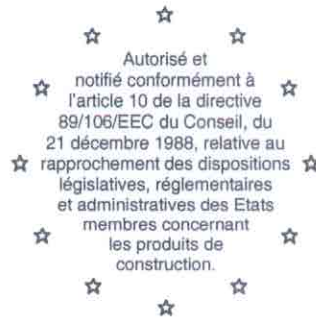 Autorisé et
notifié conformément à
l'article 10 de la directive
89/106/EEC du Conseil, du
21 décembre 1988, relative au
rapprochement des dispositions
législatives, réglementaires
et administratives des Etats
membres concernant
les produits de
construction.